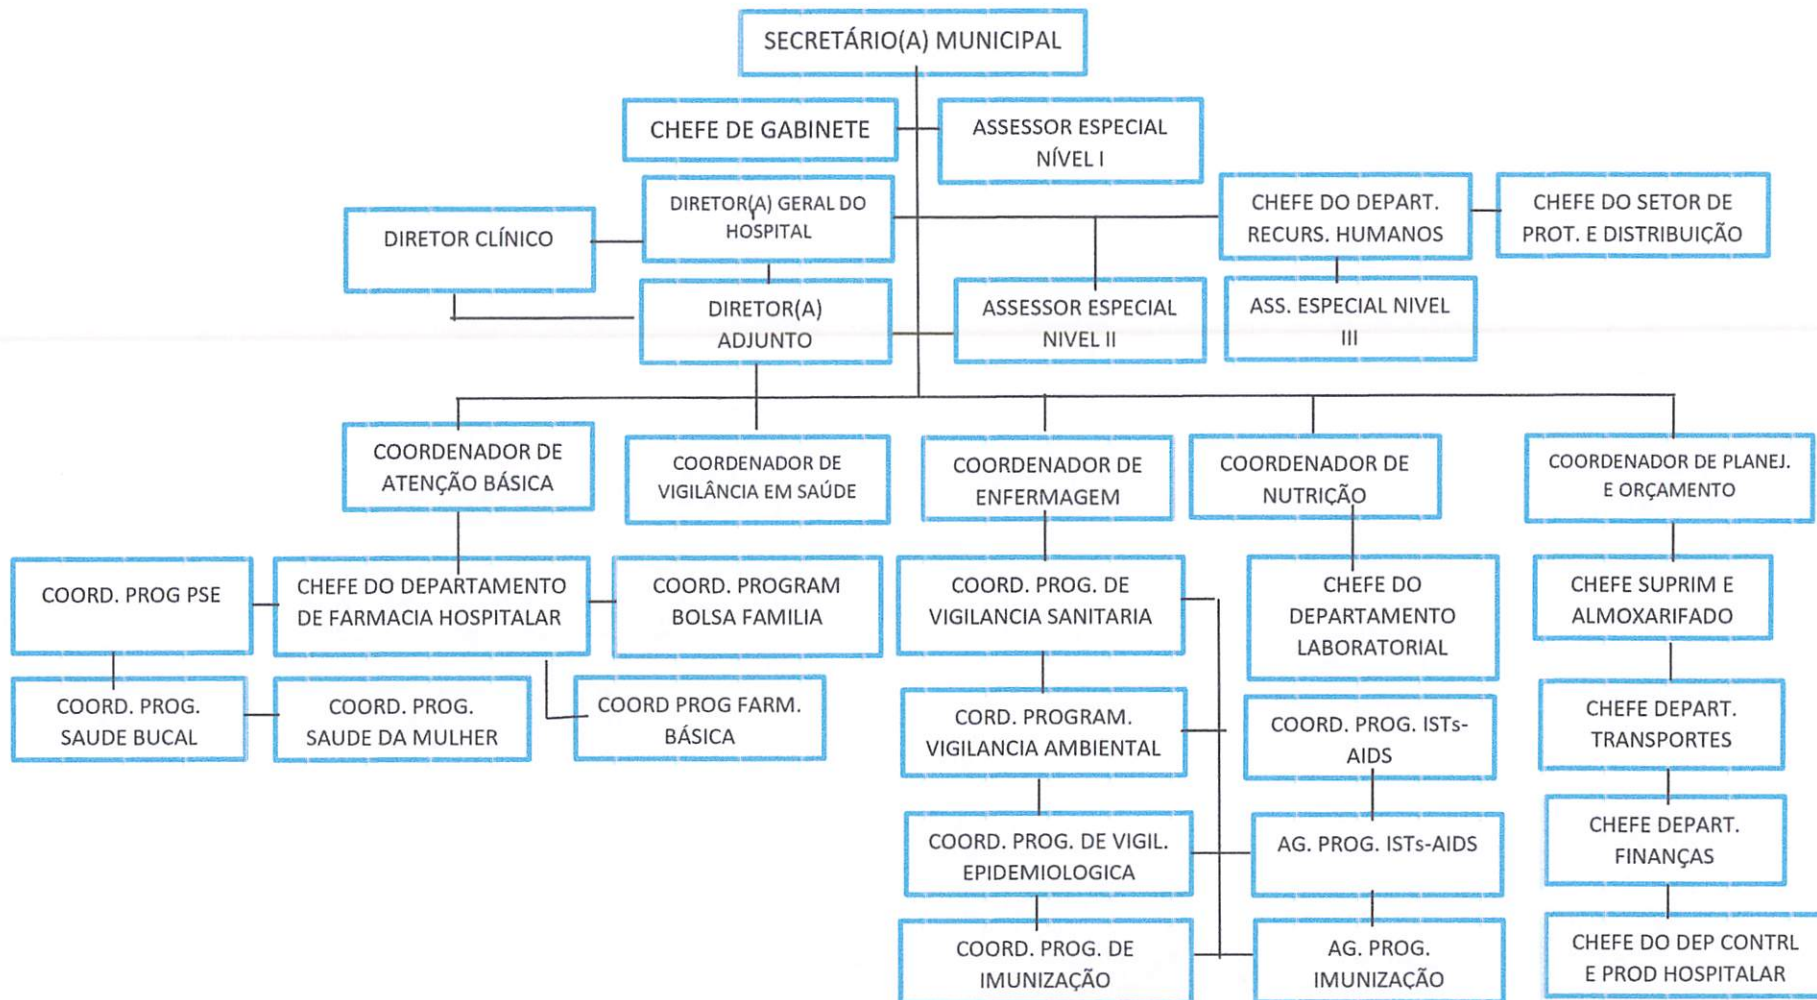 SECRETÁRIO(A) MUNICIPAL
CHEFE DE GABINETE
ASSESSOR ESPECIAL
NÍVEL I
DIRETOR(A) GERAL DO
HOSPITAL
CHEFE DO DEPART.
RECURS. HUMANOS
CHEFE DO SETOR DE
PROT. E DISTRIBUIÇÃO
DIRETOR CLÍNICO
DIRETOR(A)
ADJUNTO
ASSESSOR ESPECIAL
NIVEL II
ASS. ESPECIAL NIVEL
III
COORDENADOR DE
ATENÇÃO BÁSICA
COORDENADOR DE
VIGILÂNCIA EM SAÚDE
COORDENADOR DE
ENFERMAGEM
COORDENADOR DE
NUTRIÇÃO
COORDENADOR DE PLANEJ.
E ORÇAMENTO
COORD. PROG PSE
CHEFE DO DEPARTAMENTO
DE FARMACIA HOSPITALAR
COORD. PROGRAM
BOLSA FAMILIA
COORD. PROG. DE
VIGILANCIA SANITARIA
CHEFE DO
DEPARTAMENTO
LABORATORIAL
CHEFE SUPRIM E
ALMOXARIFADO
COORD. PROG.
SAUDE BUCAL
COORD. PROG.
SAUDE DA MULHER
COORD PROG FARM.
BÁSICA
CORD. PROGRAM.
VIGILANCIA AMBIENTAL
COORD. PROG. ISTs-
AIDS
CHEFE DEPART.
TRANSPORTES
COORD. PROG. DE VIGIL.
EPIDEMIOLOGICA
AG. PROG. ISTs-AIDS
CHEFE DEPART.
FINANÇAS
COORD. PROG. DE
IMUNIZAÇÃO
AG. PROG.
IMUNIZAÇÃO
CHEFE DO DEP CONTRL
E PROD HOSPITALAR